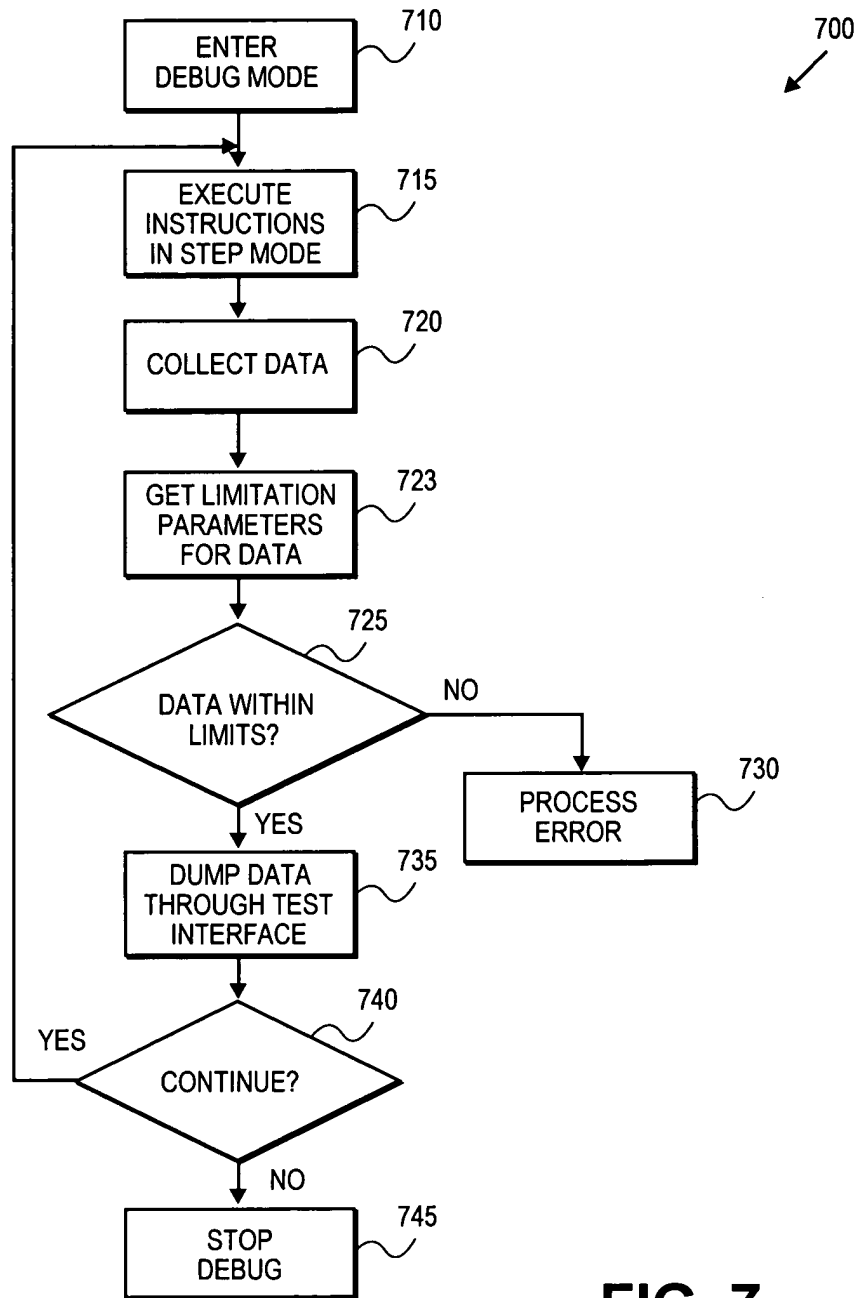 700
710
ENTER
DEBUG MODE
715
EXECUTE
INSTRUCTIONS
IN STEP MODE
720
COLLECT DATA
723
GET LIMITATION
PARAMETERS
FOR DATA
725
DATA WITHIN
LIMITS?
NO
730
PROCESS
ERROR
YES
735
DUMP DATA
THROUGH TEST
INTERFACE
740
YES
CONTINUE?
NO
745
STOP
DEBUG
FIG. 7